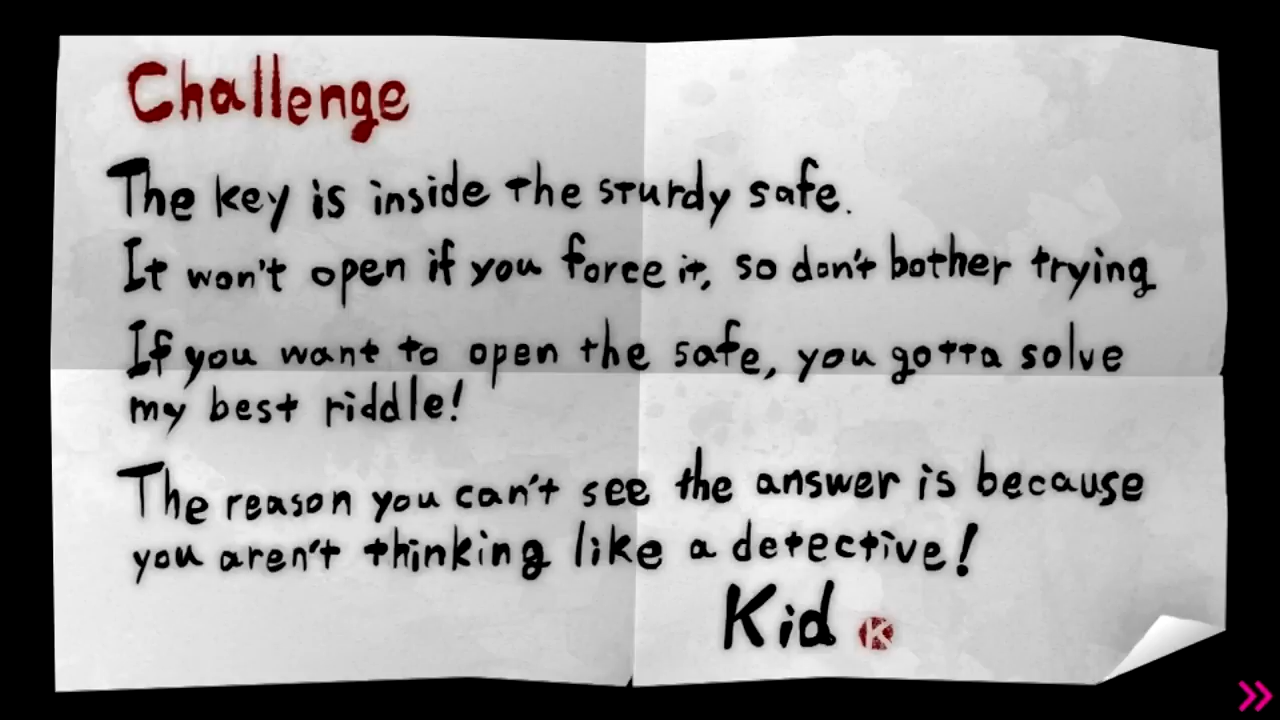 Challenge
The key is inside the sturdy safe.
It won't open if you force it, so don't bother trying
If you want to open the safe, you gotta solve
my best riddle!
The reason you can't see the answer is because
you aren't thinking like a detective!
Kid K